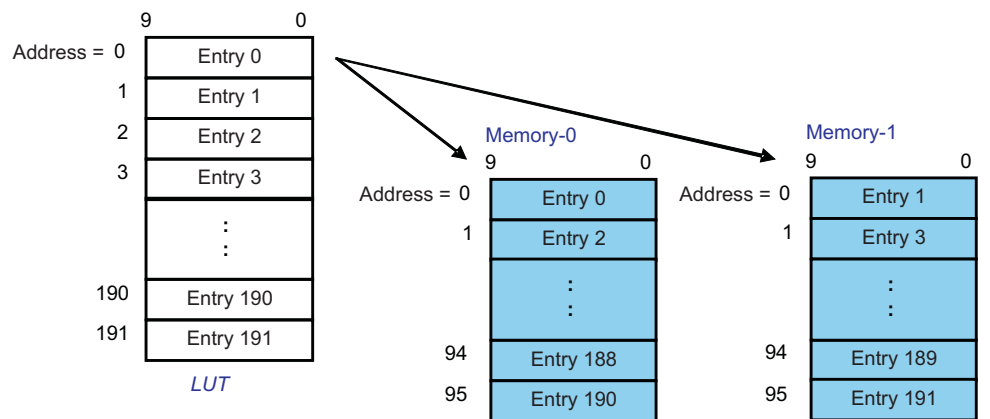 9 0
Address = 0 Entry 0
1 Entry 1
2 Entry 2
3 Entry 3
:
:
190 Entry 190
191 Entry 191
LUT
Memory-0
9 0
Address = 0 Entry 0
1 Entry 2
:
:
94 Entry 188
95 Entry 190
Memory-1
9 0
Address = 0 Entry 1
1 Entry 3
:
:
94 Entry 189
95 Entry 191